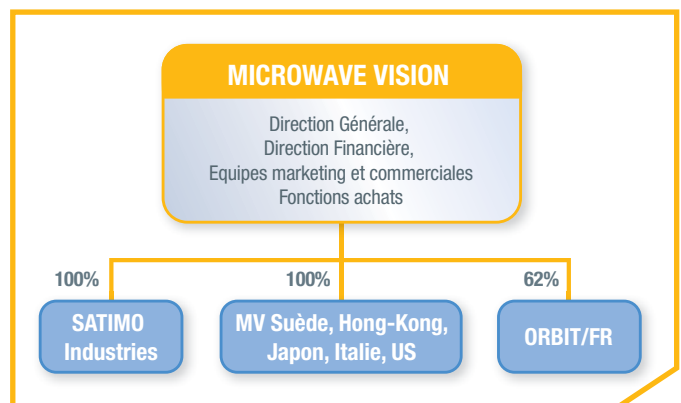 MICROWAVE VISION
Direction Générale,
Direction Financière,
Equipes marketing et commerciales
Fonctions achats
100%
100%
62%
SATIMO
Industries
MV Suède, Hong-Kong,
Japon, Italie, US
ORBIT/FR